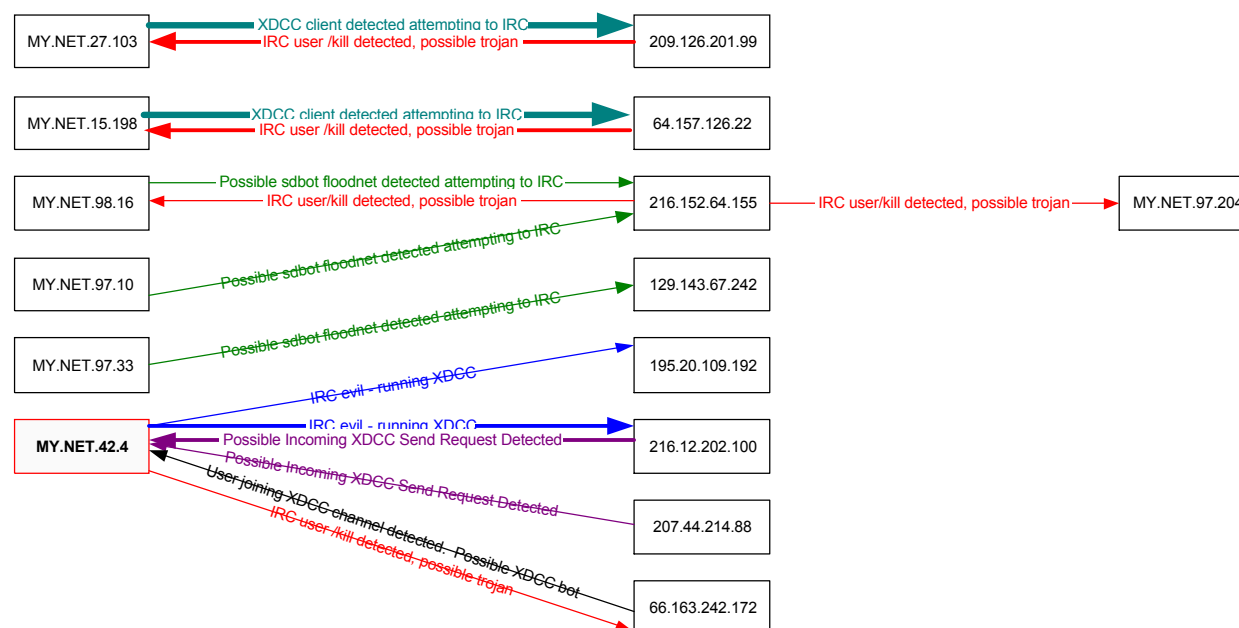 XDCC client detected attempting to IRC
MY.NET.27.103
IRC user /kill detected, possible trojan
209.126.201.99
XDCC client detected attempting to IRC
MY.NET.15.198
IRC user /kill detected, possible trojan
64.157.126.22
Possible sdbot floodnet detected attempting to IRC
MY.NET.98.16
IRC user/kill detected, possible trojan
216.152.64.155
IRC user/kill detected, possible trojan
MY.NET.97.204
MY.NET.97.10
Possible sdbot floodnet detected attempting to IRC
129.143.67.242
MY.NET.97.33
Possible sdbot floodnet detected attempting to IRC
195.20.109.192
IRC evil - running XDCC
IRC evil - running XDCC
MY.NET.42.4
Possible Incoming XDCC Send Request Detected
216.12.202.100
Possible Incoming XDCC Send Request Detected
207.44.214.88
User joining XDCC channel detected. Possible XDCC bot
IRC user /kill detected, possible trojan
66.163.242.172